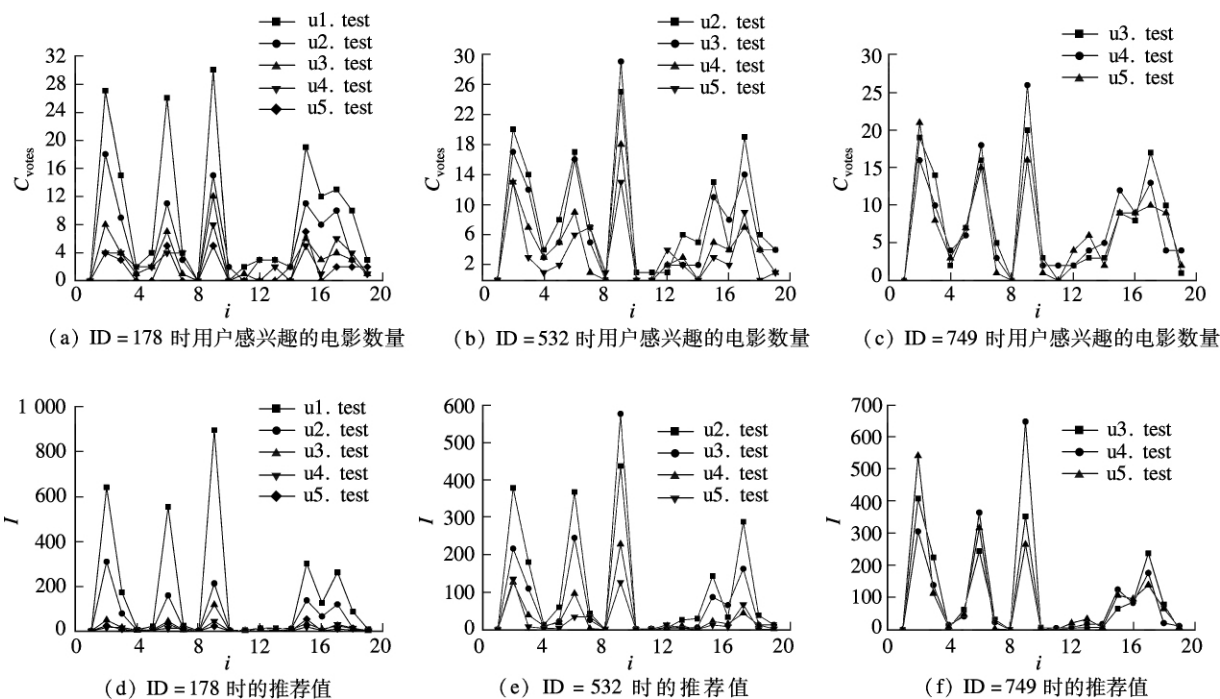 u1. test
u2. test
u3. test
u4. test
u5. test
32
28
24
20
16
12
8
4
0
C votes
0 4 8 12 16 20
i
(a) ID = 178 时用户感兴趣的电影数量
u2. test
u3. test
u4. test
u5. test
30
26
22
18
14
10
6
2
C votes
0 4 8 12 16 20
i
(b) ID = 532 时用户感兴趣的电影数量
u3. test
u4. test
u5. test
30
25
20
15
10
5
0
C votes
0 4 8 12 16 20
i
(c) ID = 749 时用户感兴趣的电影数量
u1. test
u2. test
u3. test
u4. test
u5. test
1 000
800
600
400
200
0
I
0 4 8 12 16 20
i
(d) ID = 178 时的推荐值
u2. test
u3. test
u4. test
u5. test
600
500
400
300
200
100
0
I
0 4 8 12 16 20
i
(e) ID = 532 时的推荐值
u3. test
u4. test
u5. test
700
600
500
400
300
200
100
0
I
0 4 8 12 16 20
i
(f) ID = 749 时的推荐值